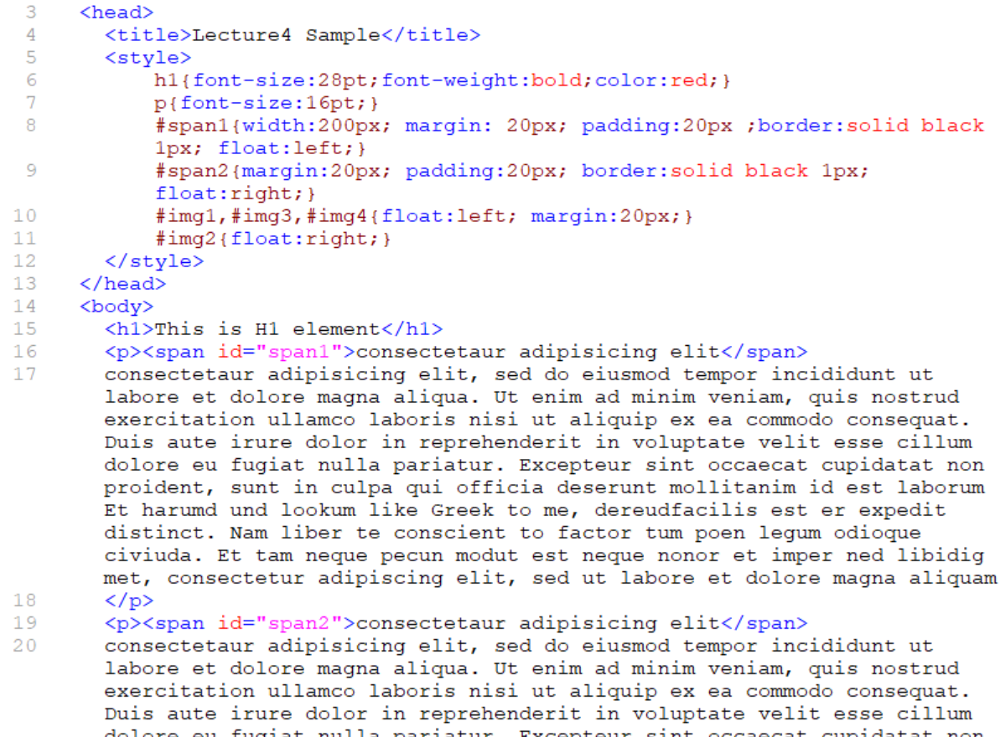 3 <head>
4 <title>Lecture4 Sample</title>
5 <style>
6 h1{font-size:28pt;font-weight:bold;color:red;}
7 p{font-size:16pt;}
8 #span1{width:200px; margin: 20px; padding:20px ;border:solid black
1px; float:left;}
9 #span2{margin:20px; padding:20px; border:solid black 1px;
float:right;}
10 #img1,#img3,#img4{float:left; margin:20px;}
11 #img2{float:right;}
12 </style>
13 </head>
14 <body>
15 <h1>This is H1 element</h1>
16 <p><span id="span1">consectetaur adipisicing elit</span>
17 consectetaur adipisicing elit, sed do eiusmod tempor incididunt ut
labore et dolore magna aliqua. Ut enim ad minim veniam, quis nostrud
exercitation ullamco laboris nisi ut aliquip ex ea commodo consequat.
Duis aute irure dolor in reprehenderit in voluptate velit esse cillum
dolore eu fugiat nulla pariatur. Excepteur sint occaecat cupidatat non
proident, sunt in culpa qui officia deserunt mollitanim id est laborum
Et harumd und lookum like Greek to me, dereudfacilis est er expedit
distinct. Nam liber te conscient to factor tum poen legum odioque
civiuda. Et tam neque pecun modut est neque nonor et imper ned libidig
met, consectetur adipiscing elit, sed ut labore et dolore magna aliquam
18 </p>
19 <p><span id="span2">consectetaur adipisicing elit</span>
20 consectetaur adipisicing elit, sed do eiusmod tempor incididunt ut
labore et dolore magna aliqua. Ut enim ad minim veniam, quis nostrud
exercitation ullamco laboris nisi ut aliquip ex ea commodo consequat.
Duis aute irure dolor in reprehenderit in voluptate velit esse cillum
dolore eu fugiat nulla pariatur. Excepteur sint occaecat cupidatat non